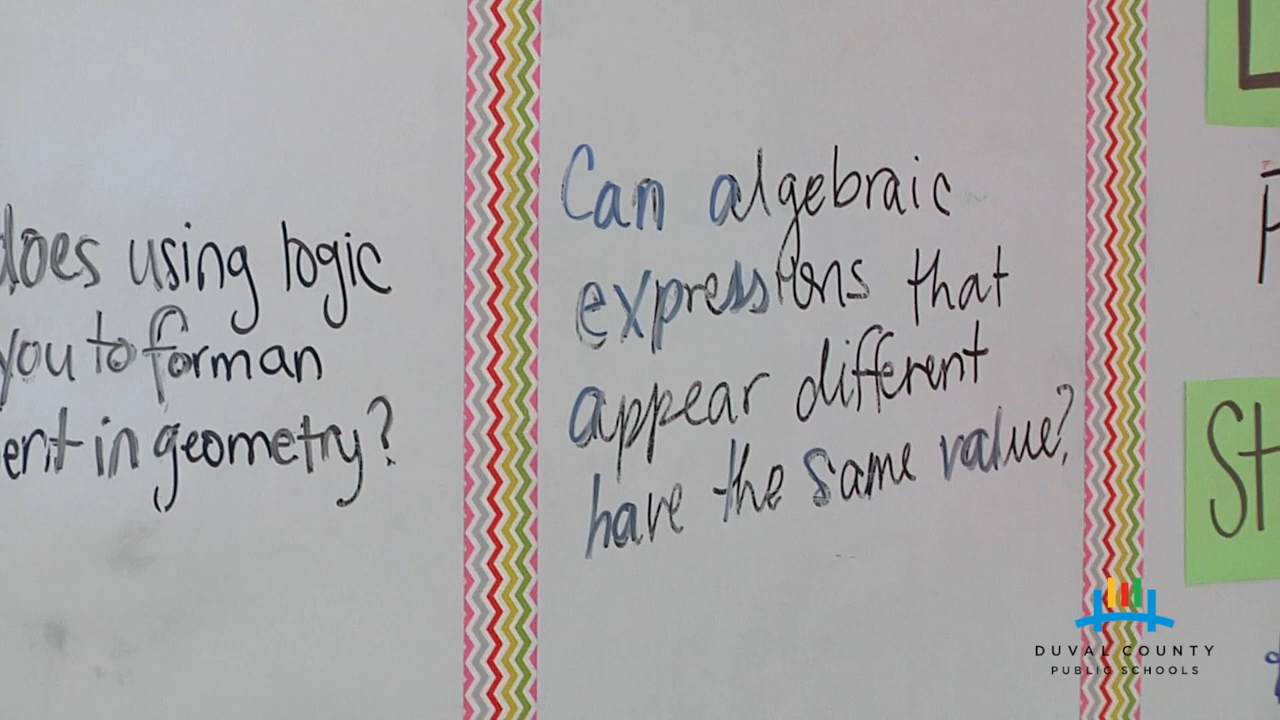 does using logic
you to form an
in geometry?
Can algebraic
expressions that
appear different
have the same value?
St
DUVAL COUNTY
PUBLIC SCHOOLS